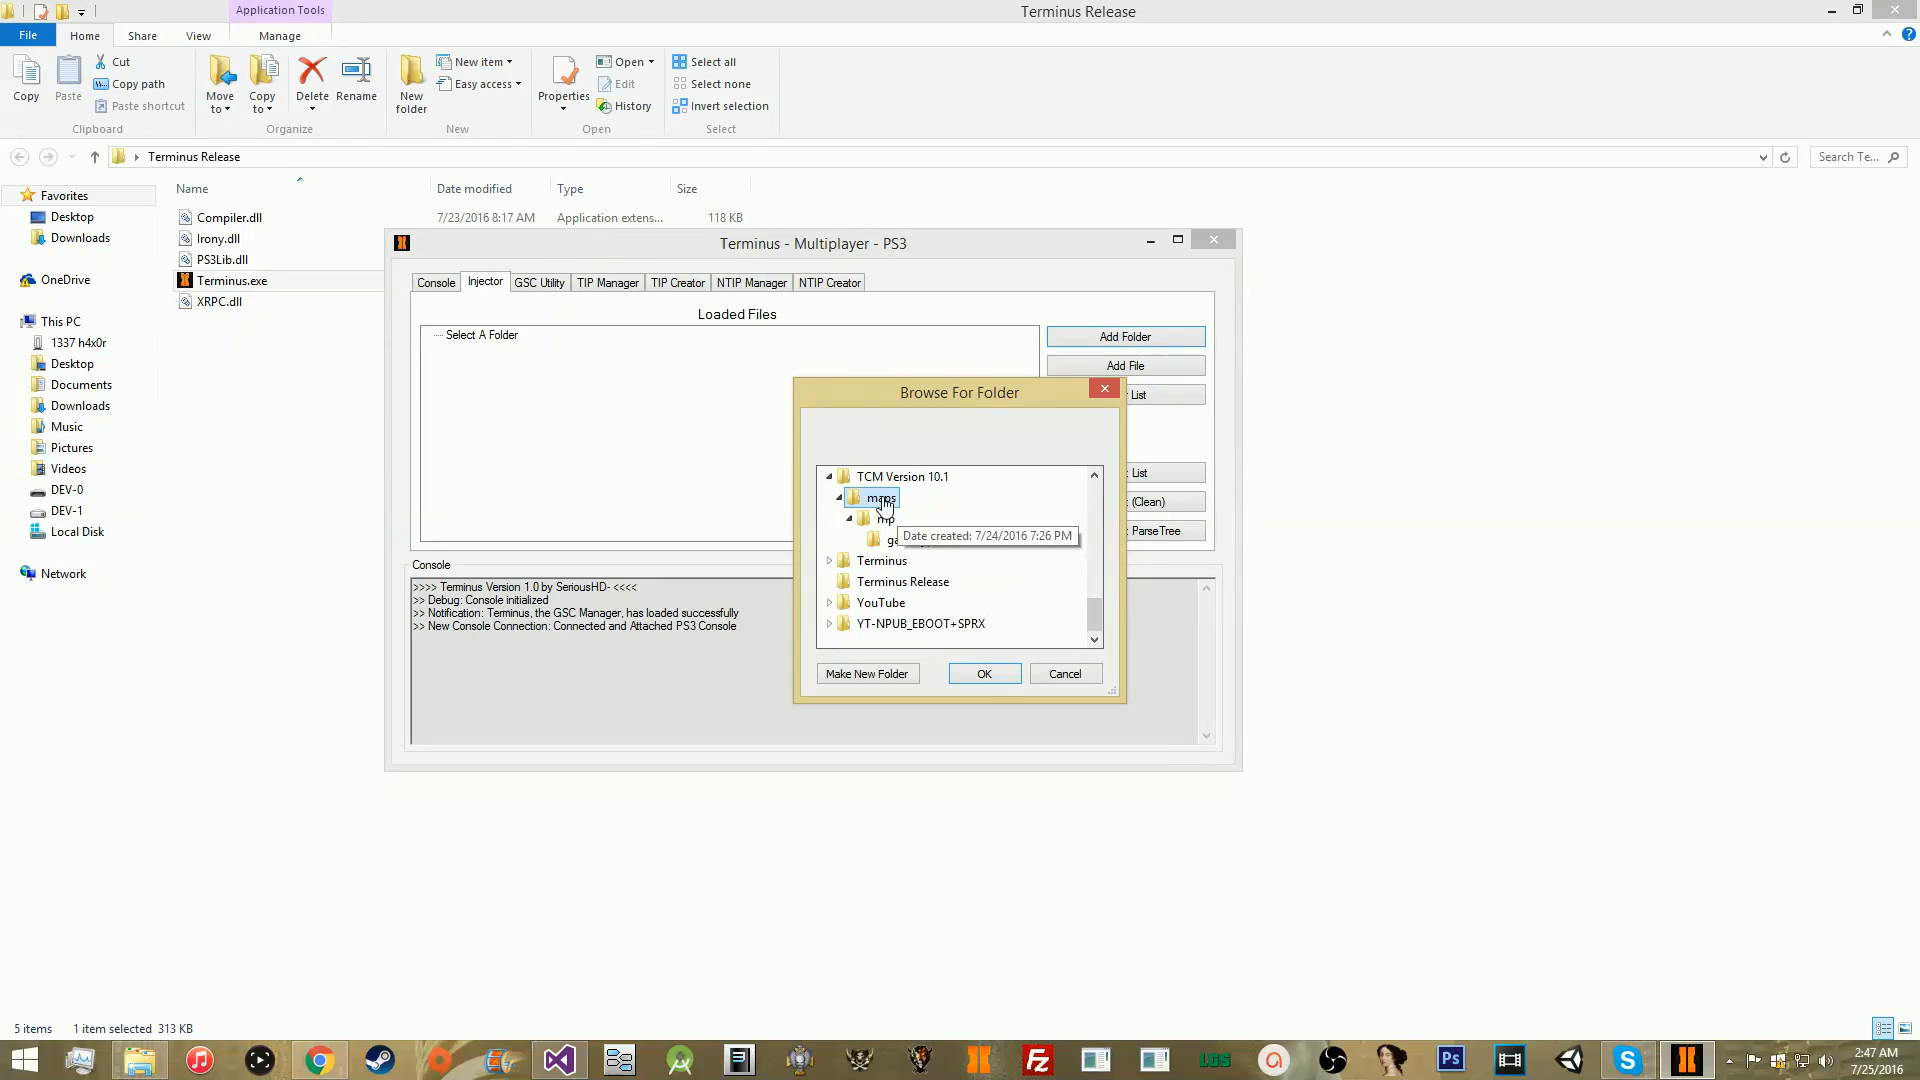 Application Tools
Terminus Release
File
Home
Share
View
Manage
Copy
Paste
Cut
Copy path
Paste shortcut
Clipboard
Move to
Copy to
Delete
Rename
Organize
New folder
New item
Easy access
New
Properties
Open
Edit
History
Open
Select all
Select none
Invert selection
Select
Terminus Release
Search Te...
Name
Date modified
Type
Size
Favorites
Desktop
Downloads
OneDrive
This PC
1337 h4x0r
Desktop
Documents
Downloads
Music
Pictures
Videos
DEV-0
DEV-1
Local Disk
Network
Compiler.dll
7/23/2016 8:17 AM
Application extens...
118 KB
Irony.dll
PS3Lib.dll
Terminus.exe
XRPC.dll
Terminus - Multiplayer - PS3
Console
Injector
GSC Utility
TIP Manager
TIP Creator
NTIP Manager
NTIP Creator
Loaded Files
Select A Folder
Add Folder
Add File
List
List
(Clean)
ParseTree
Browse For Folder
TCM Version 10.1
maps
mp
Date created: 7/24/2016 7:26 PM
Terminus
Terminus Release
YouTube
YT-NPUB_EBOOT+SPRX
Make New Folder
OK
Cancel
Console
>>>> Terminus Version 1.0 by SeriousHD- <<<<
>> Debug: Console initialized
>> Notification: Terminus, the GSC Manager, has loaded successfully
>> New Console Connection: Connected and Attached PS3 Console
5 items
1 item selected 313 KB
LGS
Ps
Fz
2:47 AM
7/25/2016